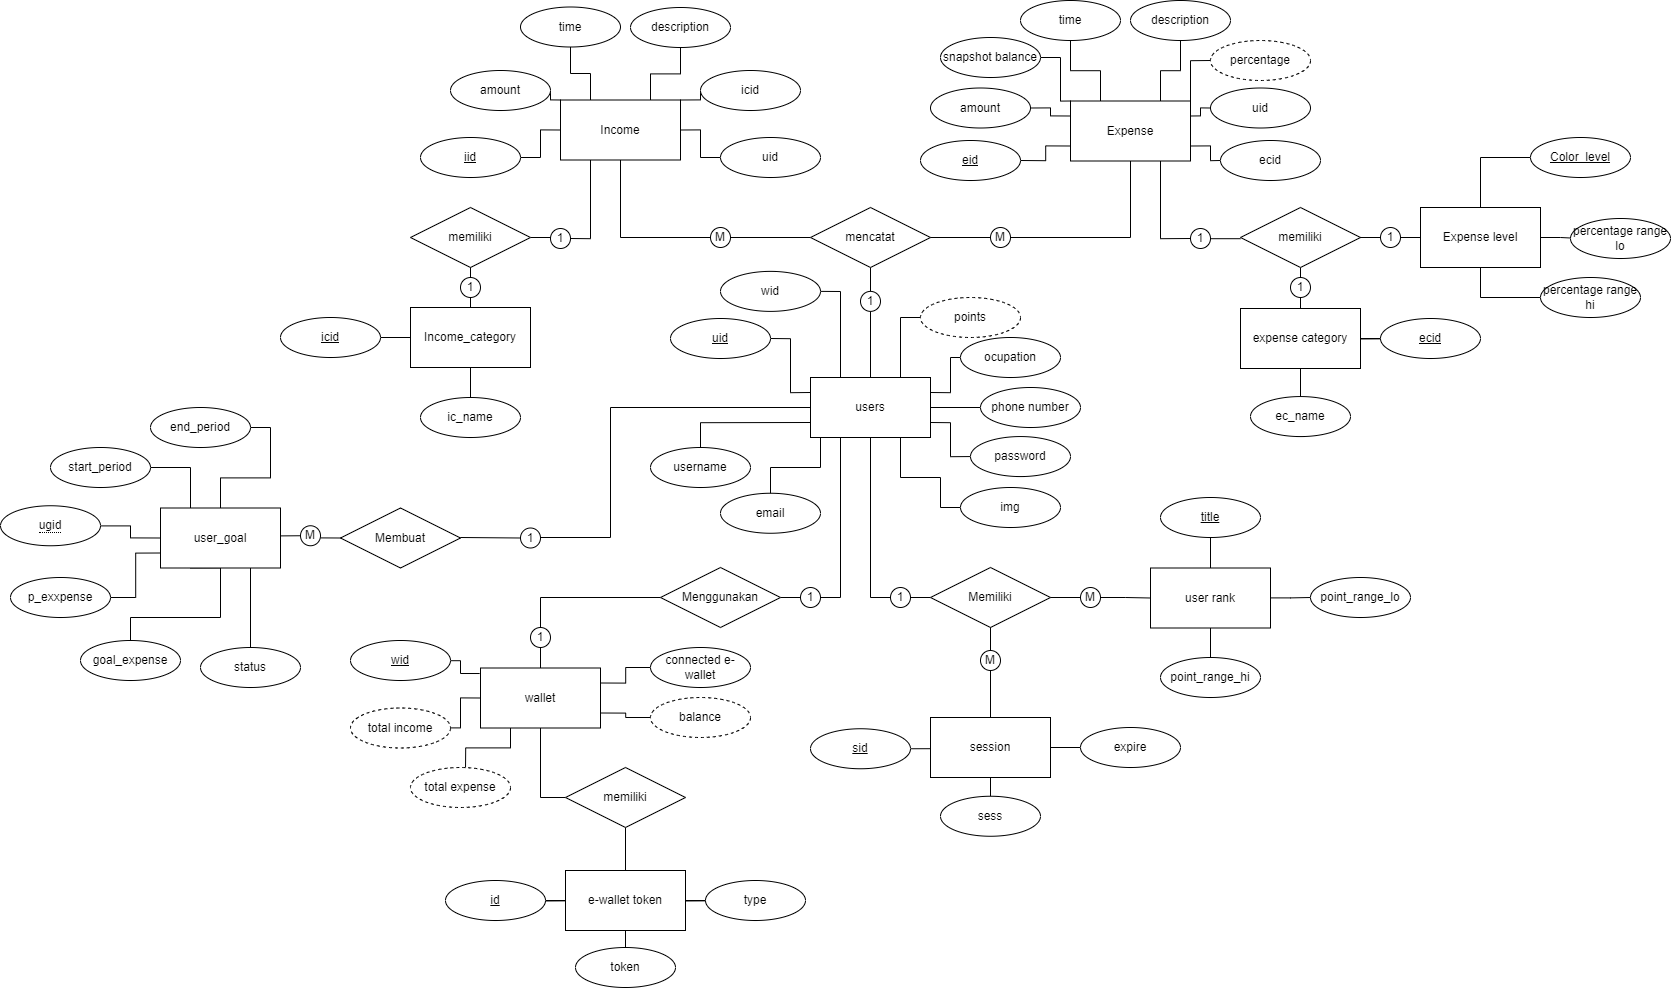 time
description
time
description
snapshot balance
percentage
amount
icid
amount
uid
Income
Expense
iid
uid
eid
ecid
Color_level
memiliki
1
M
mencatat
M
1
memiliki
1
Expense level
percentage range
lo
1
1
1
wid
percentage range
hi
points
icid
Income_category
uid
ocupation
expense category
ecid
ic_name
users
phone number
ec_name
end_period
start_period
username
password
email
img
ugid
user_goal
M
Membuat
1
title
p_exxpense
Menggunakan
1
1
Memiliki
M
user rank
point_range_lo
1
goal_expense
status
wid
connected e-
wallet
M
point_range_hi
wallet
total income
balance
sid
session
expire
total expense
memiliki
sess
id
e-wallet token
type
token